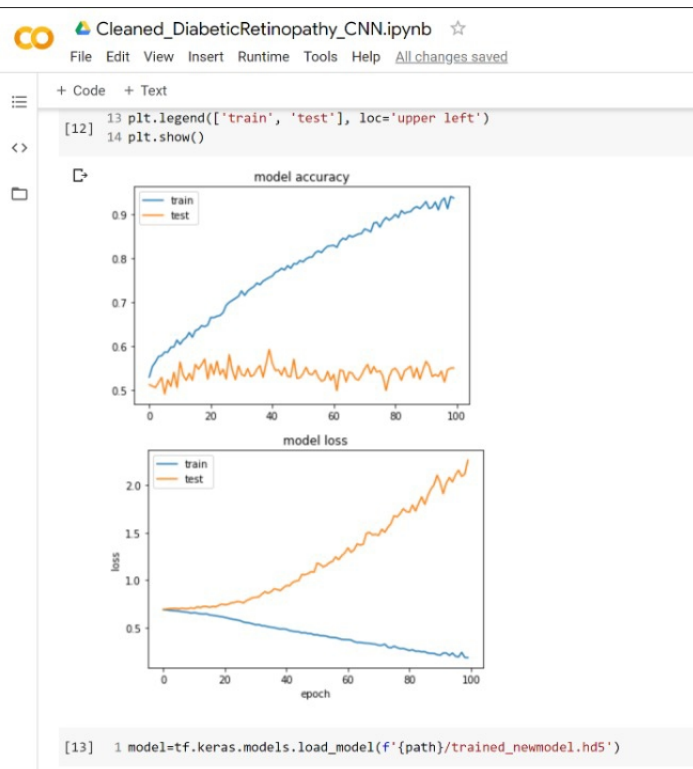 CO
Cleaned_DiabeticRetinopathy_CNN.ipynb
File Edit View Insert Runtime Tools Help All changes saved
+ Code + Text
[12]
13 plt.legend(['train', 'test'], loc='upper left')
14 plt.show()
model accuracy
train
test
0.9
0.8
0.7
0.6
0.5
0 20 40 60 80 100
model loss
train
test
2.0
1.5
1.0
0.5
loss
0 20 40 60 80 100
epoch
[13] 1 model=tf.keras.models.load_model(f'{path}/trained_newmodel.hd5')